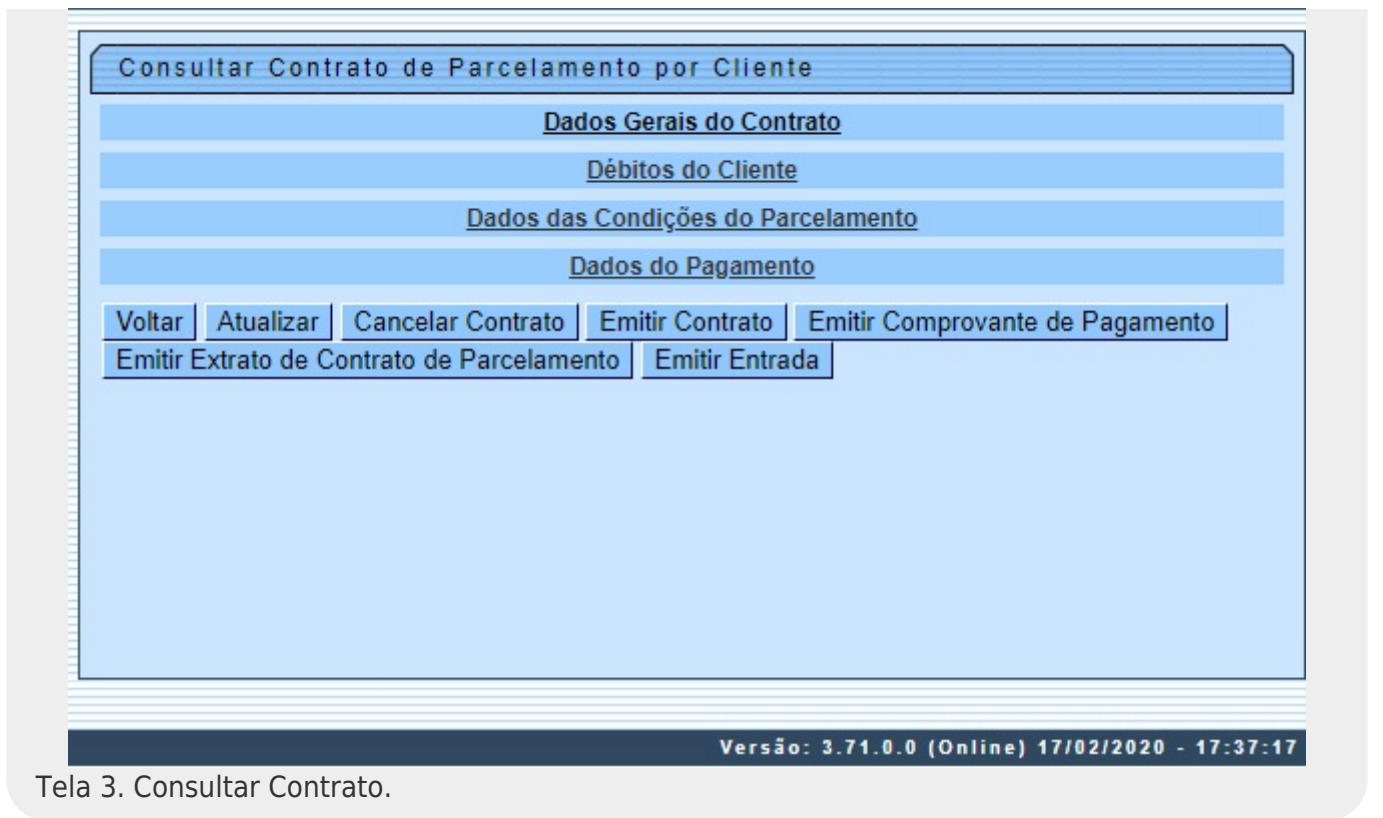 Consultar Contrato de Parcelamento por Cliente
Dados Gerais do Contrato
Débitos do Cliente
Dados das Condições do Parcelamento
Dados do Pagamento
Voltar Atualizar Cancelar Contrato Emitir Contrato Emitir Comprovante de Pagamento
Emitir Extrato de Contrato de Parcelamento Emitir Entrada
Versão: 3.71.0.0 (Online) 17/02/2020 - 17:37:17
Tela 3. Consultar Contrato.